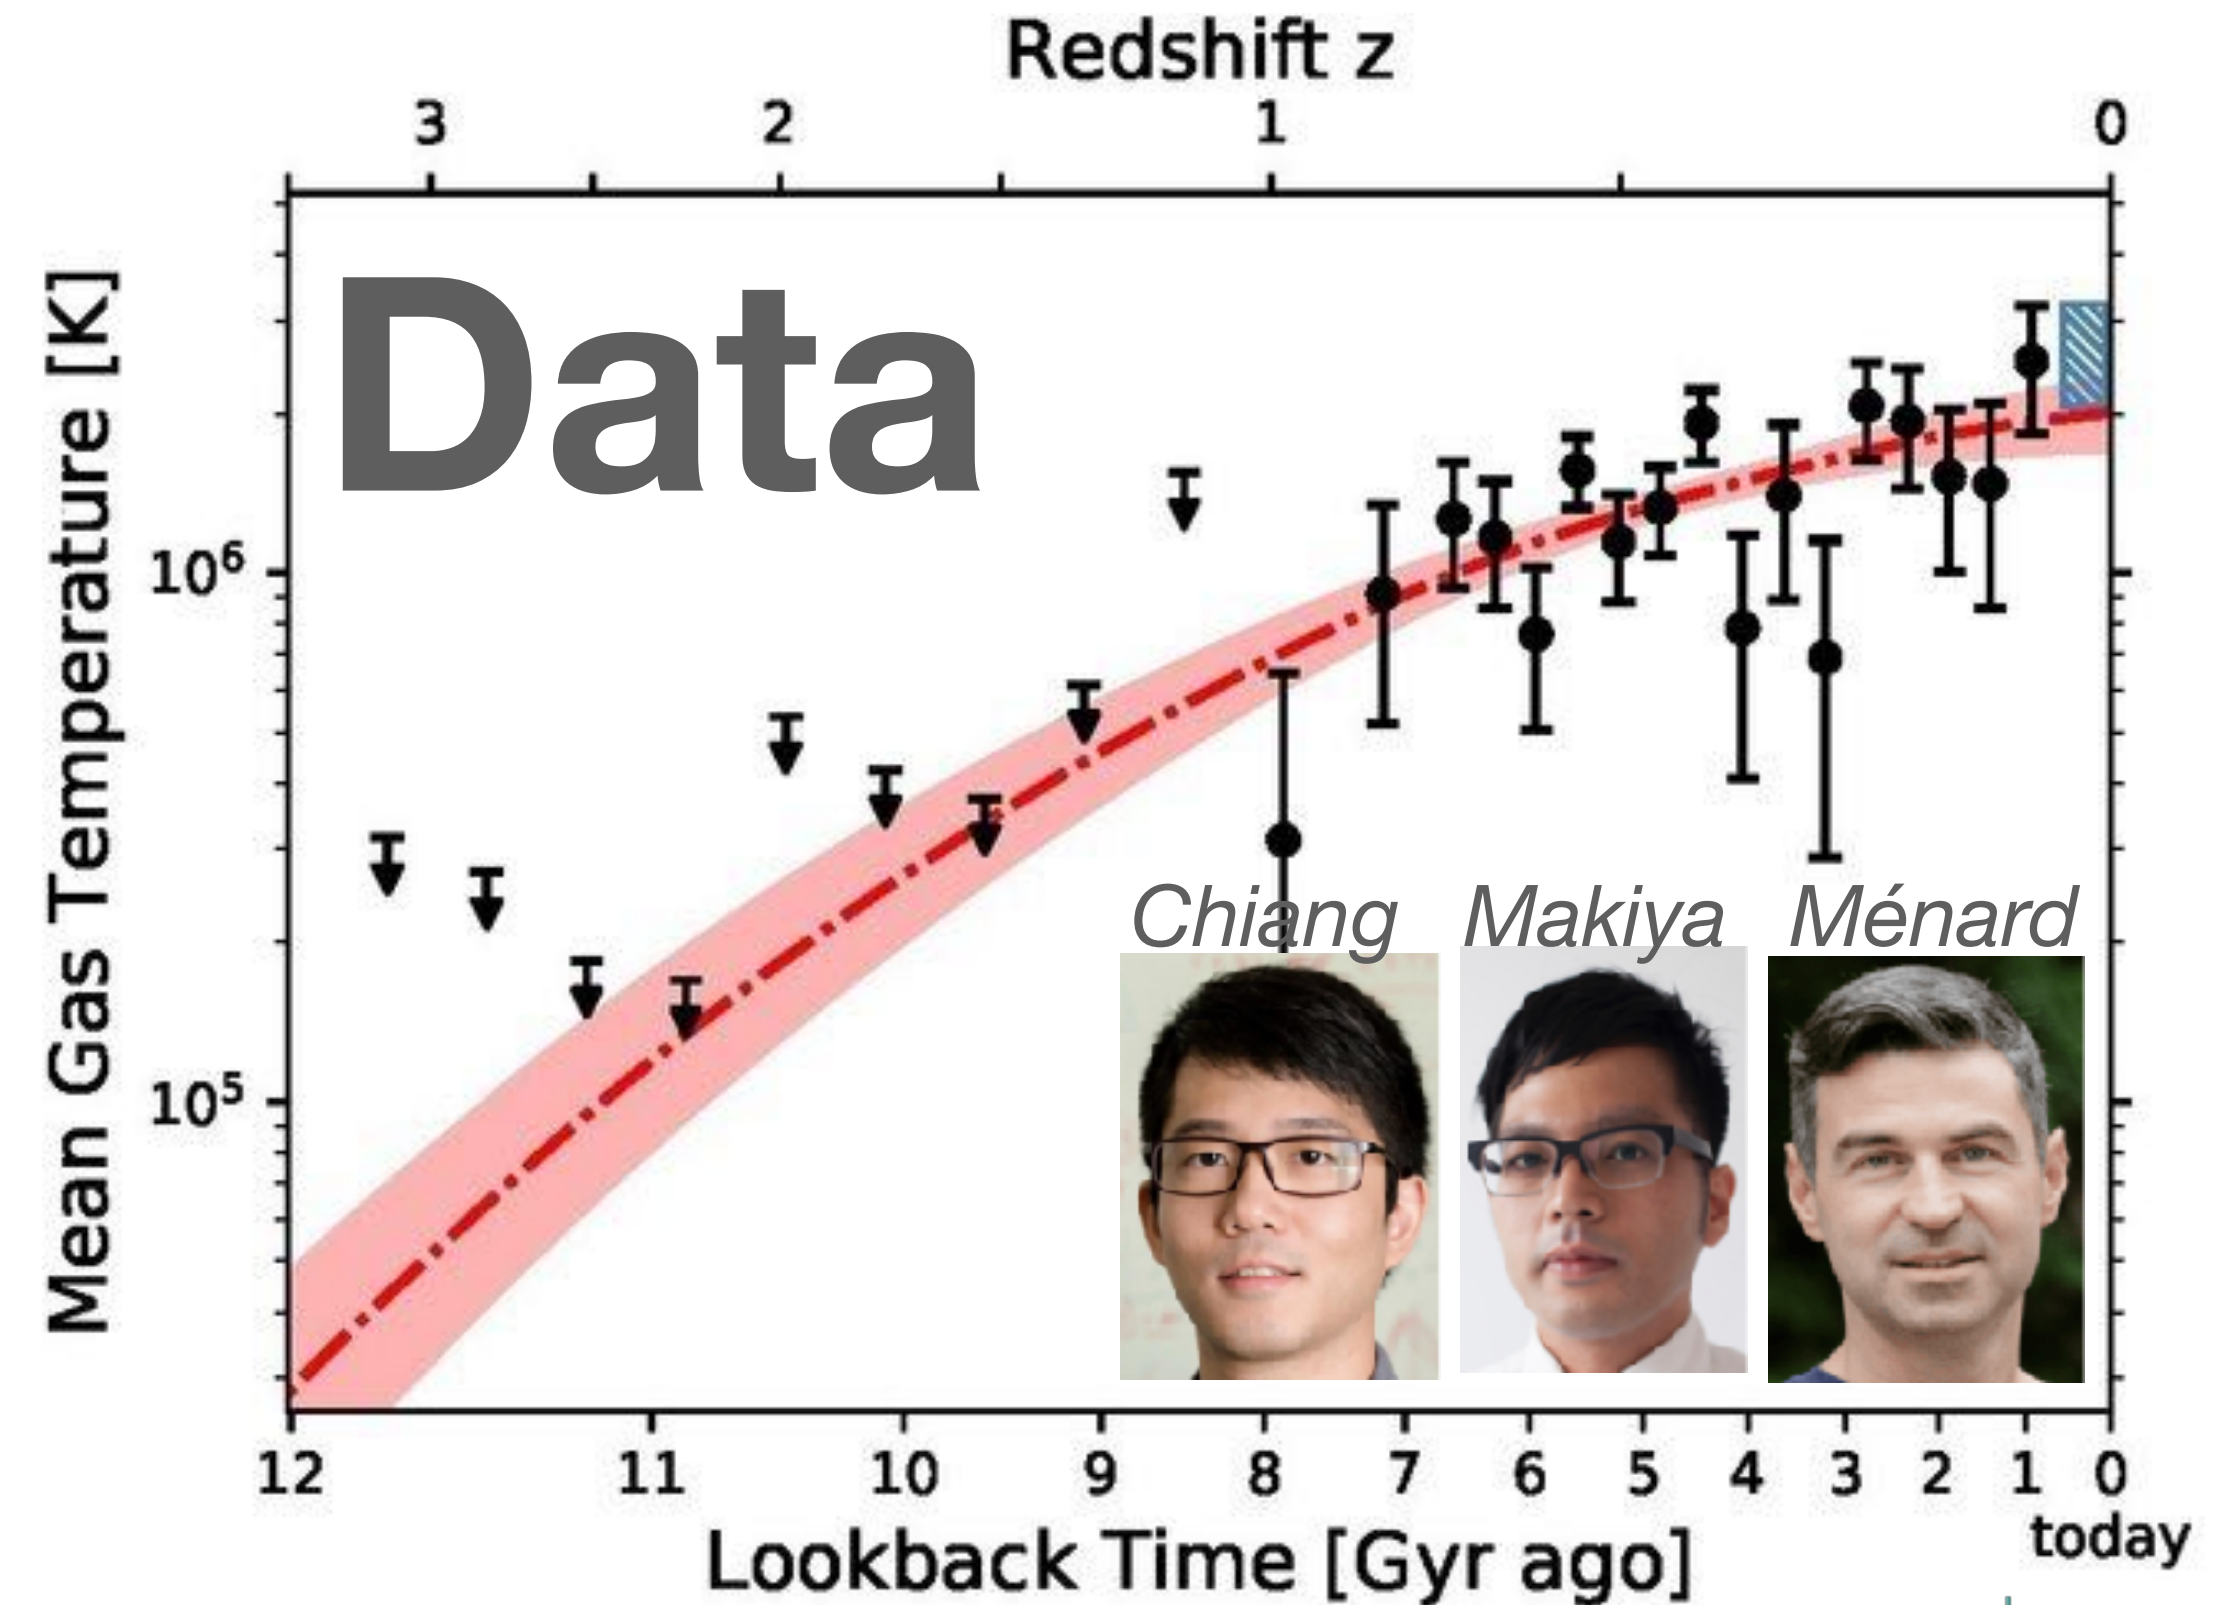 Redshift z
3 2 1 0
Data
Mean Gas Temperature [K]
10⁶
10⁵
Chiang Makiya Ménard
12 11 10 9 8 7 6 5 4 3 2 1 0
today
Lookback Time [Gyr ago]